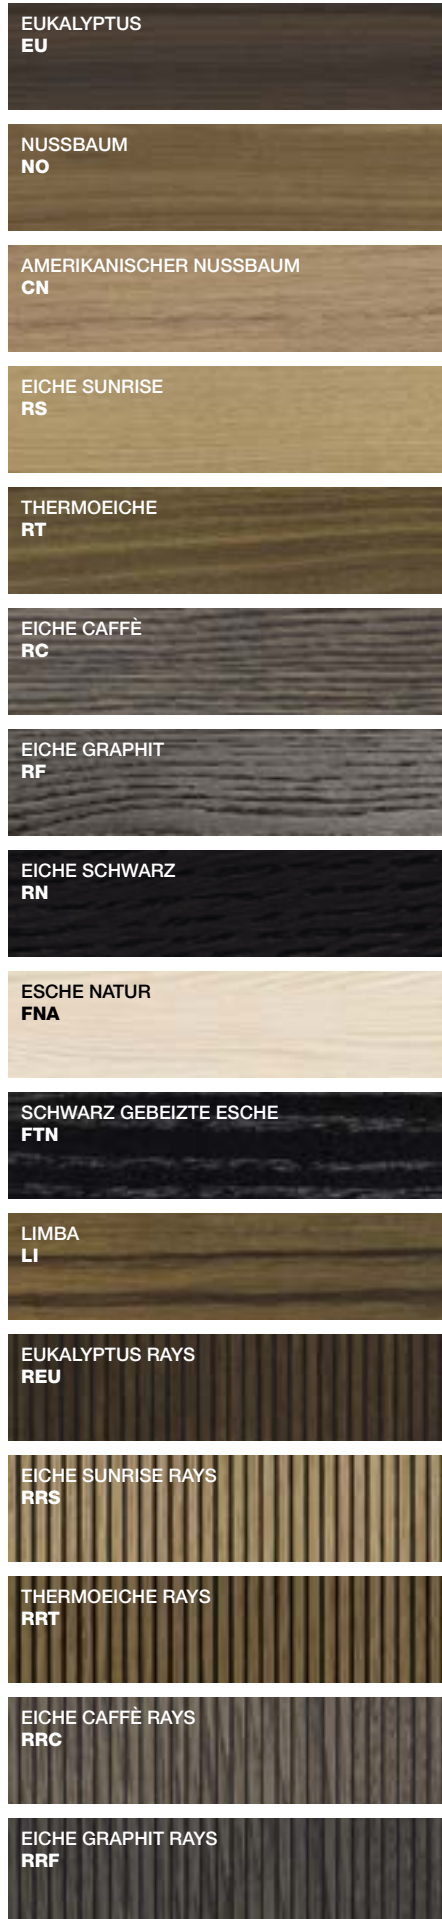 EUKALYPTUS
EU
NUSSBAUM
NO
AMERIKANISCHER NUSSBAUM
CN
EICHE SUNRISE
RS
THERMOEICHE
RT
EICHE CAFFÈ
RC
EICHE GRAPHIT
RF
EICHE SCHWARZ
RN
ESCHE NATUR
FNA
SCHWARZ GEBEIZTE ESCHE
FTN
LIMBA
LI
EUKALYPTUS RAYS
REU
EICHE SUNRISE RAYS
RRS
THERMOEICHE RAYS
RRT
EICHE CAFFÈ RAYS
RRC
EICHE GRAPHIT RAYS
RRF